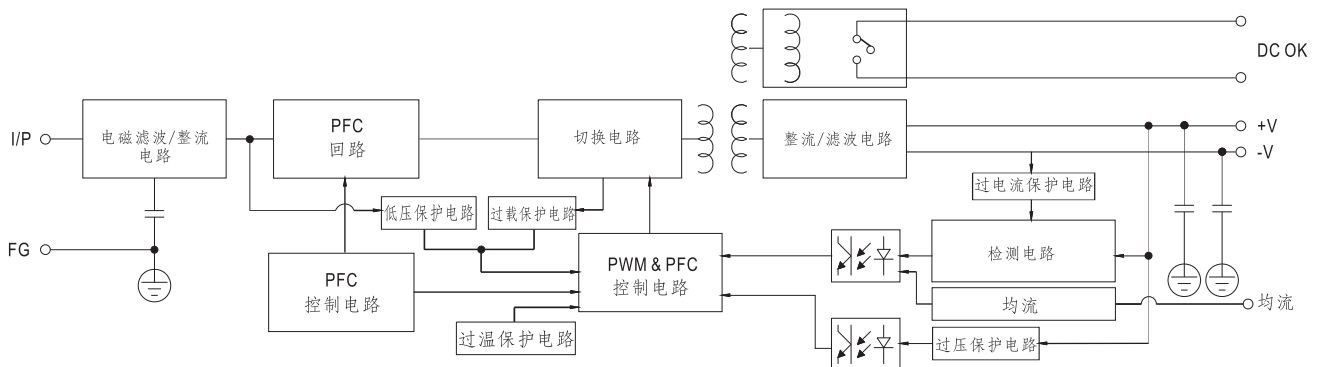 DC OK
I/P
电磁滤波/整流
电路
PFC
回路
切换电路
整流/滤波电路
+V
-V
过电流保护电路
低压保护电路
过载保护电路
FG
PFC
控制电路
PWM & PFC
控制电路
检测电路
均流
均流
过温保护电路
过压保护电路